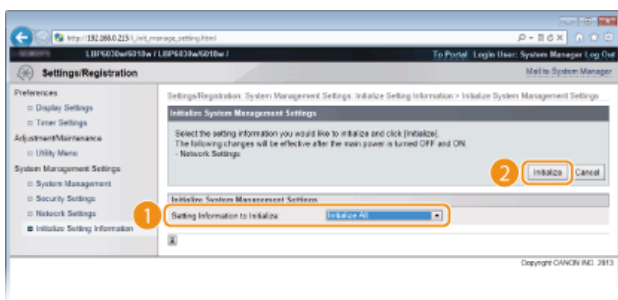 http://192.168.0.215/i_init_manage_setting.html
LBP6030w/6018w / LBP6030w/6018w /
To Portal Login User: System Manager Log Out
Settings/Registration
Mail to System Manager
Preferences
Display Settings
Timer Settings
Adjustment/Maintenance
Utility Menu
System Management Settings
System Management
Security Settings
Network Settings
Initialize Setting Information
Settings/Registration: System Management Settings: Initialize Setting Information > Initialize System Management Settings
Initialize System Management Settings
Select the setting information you would like to initialize and click [Initialize].
The following changes will be effective after the main power is turned OFF and ON.
- Network Settings
2
Initialize
Cancel
Initialize System Management Settings
1
Setting Information to Initialize
Initialize All
Copyright CANON INC. 2013